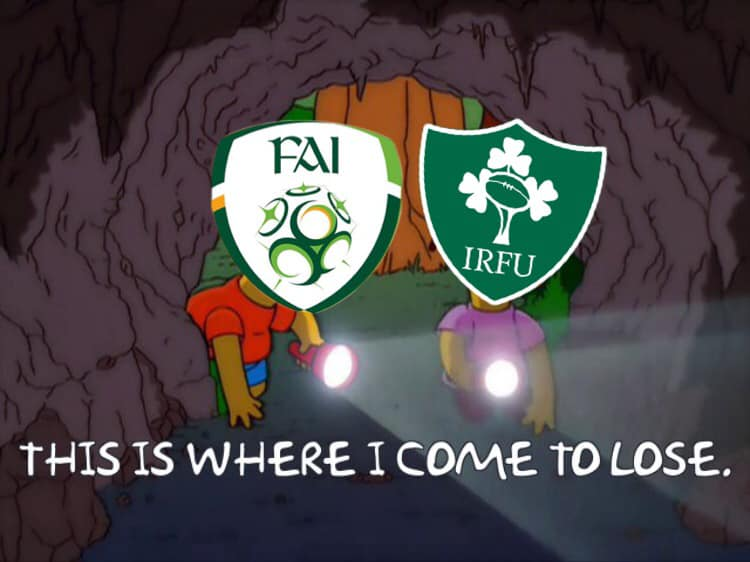 FAI
IRFU
THIS IS WHERE I COME TO LOSE.